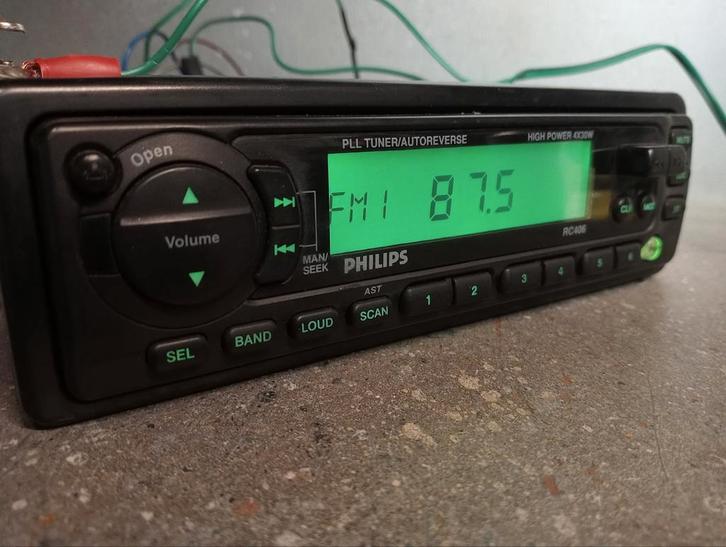 PLL TUNER/AUTOREVERSE
HIGH POWER 4X30W
Open
Volume
FM1 87.5
MAN/
SEEK
PHILIPS
RC406
AST
SEL
BAND
LOUD
SCAN
1
2
3
4
5
6